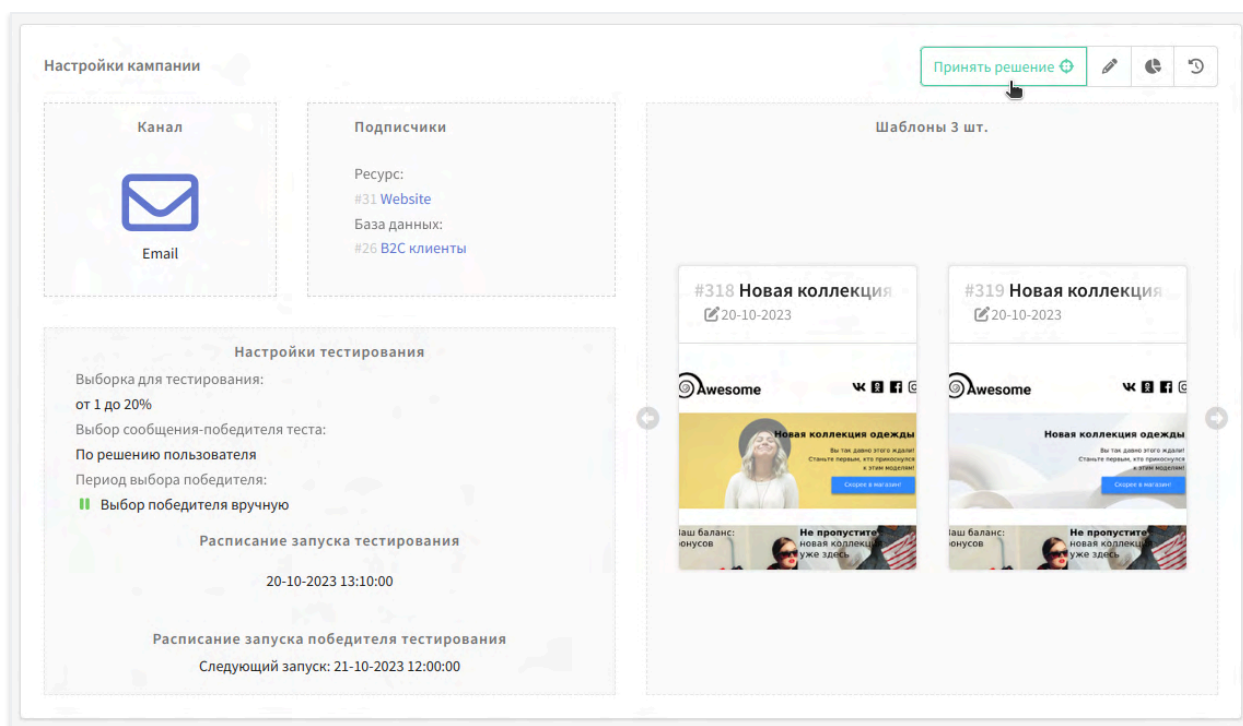 Настройки кампании
Принять решение
Канал
Email
Подписчики
Ресурс:
#31 Website
База данных:
#26 B2C клиенты
Настройки тестирования
Выборка для тестирования:
от 1 до 20%
Выбор сообщения-победителя теста:
По решению пользователя
Период выбора победителя:
Выбор победителя вручную
Расписание запуска тестирования
20-10-2023 13:10:00
Расписание запуска победителя тестирования
Следующий запуск: 21-10-2023 12:00:00
Шаблоны 3 шт.
#318 Новая коллекция
20-10-2023
Awesome
Новая коллекция одежды
Вы так давно этого ждали!
Станьте первым, кто прикоснулся
к этим моделям!
Скорее в магазин!
Ваш баланс:
бонусов
Не пропустите
новая коллекция
уже здесь
#319 Новая коллекция
20-10-2023
Awesome
Новая коллекция одежды
Вы так давно этого ждали!
Станьте первым, кто прикоснулся
к этим моделям!
Скорее в магазин!
Ваш баланс:
бонусов
Не пропустите
новая коллекция
уже здесь